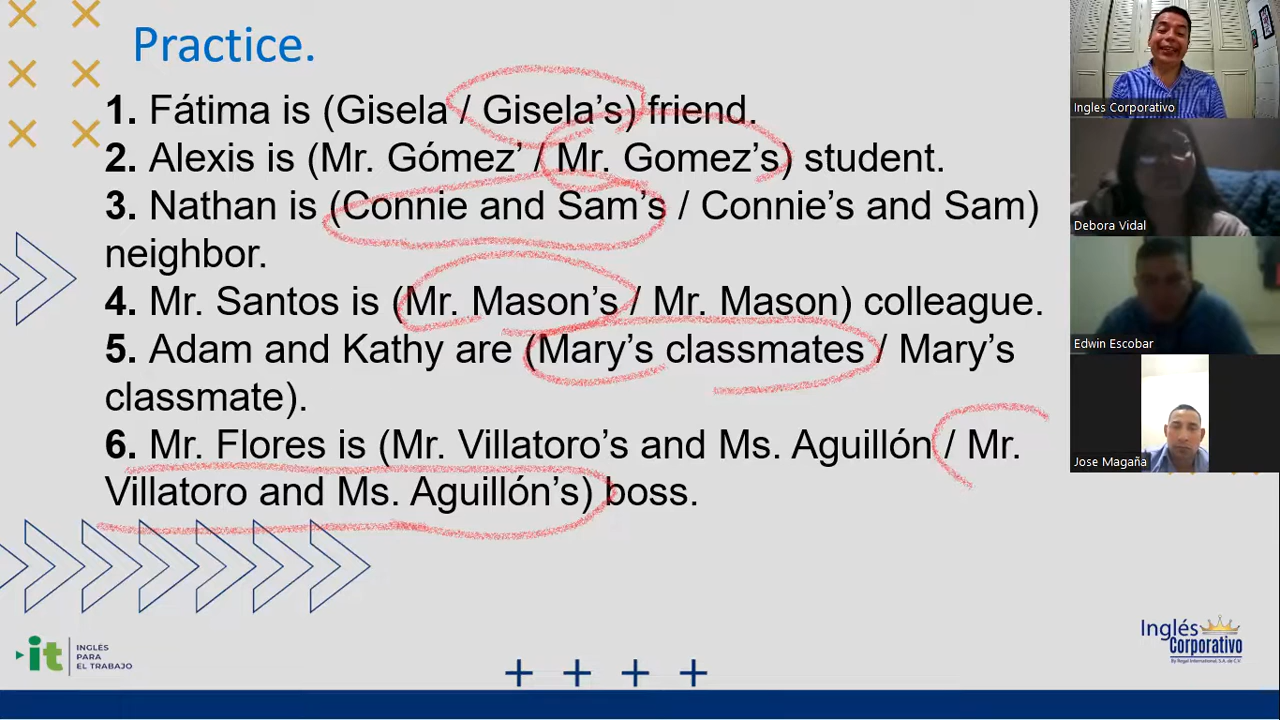 Practice.
1. Fátima is (Gisela / Gisela’s) friend.
2. Alexis is (Mr. Gómez’ / Mr. Gomez’s) student.
3. Nathan is (Connie and Sam’s / Connie’s and Sam)
neighbor.
4. Mr. Santos is (Mr. Mason’s / Mr. Mason) colleague.
5. Adam and Kathy are (Mary’s classmates / Mary’s
classmate).
6. Mr. Flores is (Mr. Villatoro’s and Ms. Aguillón / Mr.
Villatoro and Ms. Aguillón’s) boss.
Ingles Corporativo
Debora Vidal
Edwin Escobar
Jose Magaña
it
INGLÉS
PARA
EL TRABAJO
Inglés
Corporativo
By Regal International, S.A. de C.V.